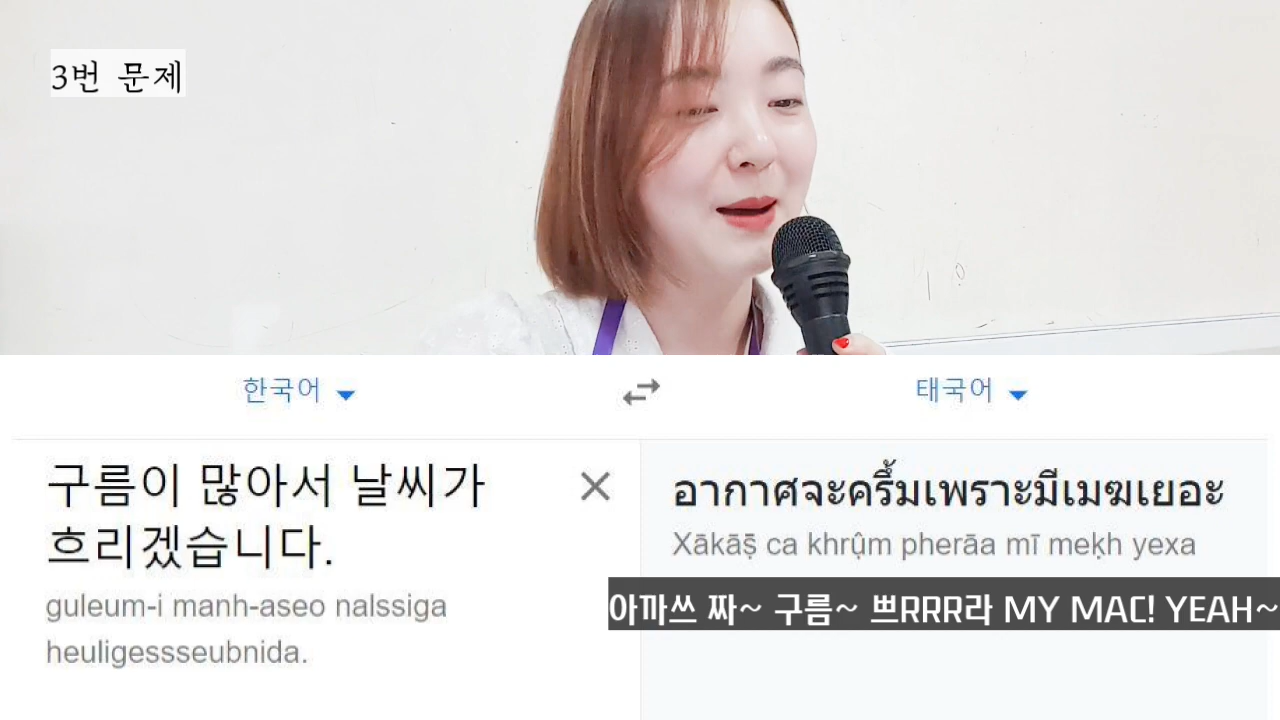 3번 문제
한국어
태국어
구름이 많아서 날씨가
흐리겠습니다.
guleum-i manh-aseo nalssiga
heuligessseubnida.
อากาศจะครึ้มเพราะมีเมฆเยอะ
Xākāṣ̄ ca khrụ̂m pherāa mī meḳh yexa
아까쓰 짜~ 구름~ 쁘RRR라 MY MAC! YEAH~